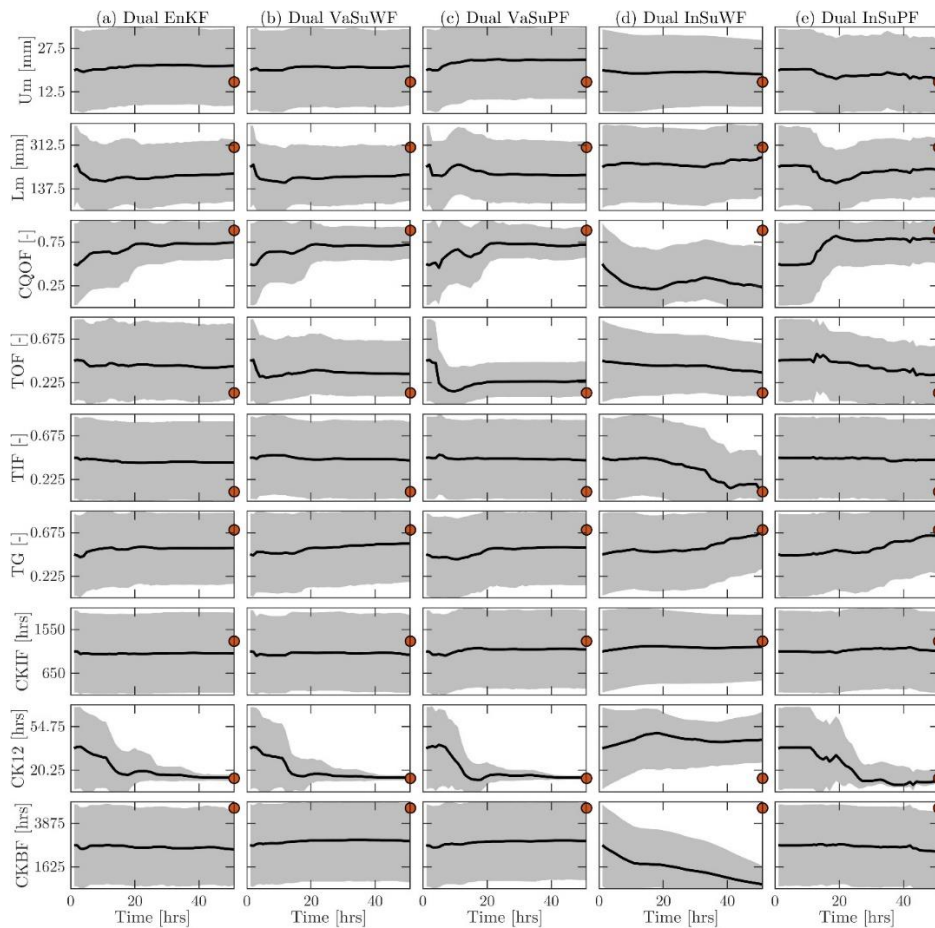 (a) Dual EnKF (b) Dual VaSuWF (c) Dual VaSuPF (d) Dual InSuWF (e) Dual InSuPF
Um [mm] 27.5
12.5
Lm [mm] 312.5
137.5
CQOF [-] 0.75
0.25
TOF [-] 0.675
0.225
TIF [-] 0.675
0.225
TG [-] 0.675
0.225
CKIF [hrs] 1550
650
CK12 [hrs] 54.75
20.25
CKBF [hrs] 3875
1625
0 20 40 0 20 40 0 20 40 0 20 40 0 20 40
Time [hrs] Time [hrs] Time [hrs] Time [hrs] Time [hrs]